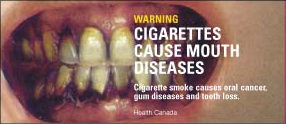 WARNING
CIGARETTES
CAUSE MOUTH
DISEASES
Cigarette smoke causes oral cancer,
gum diseases and tooth loss.
Health Canada